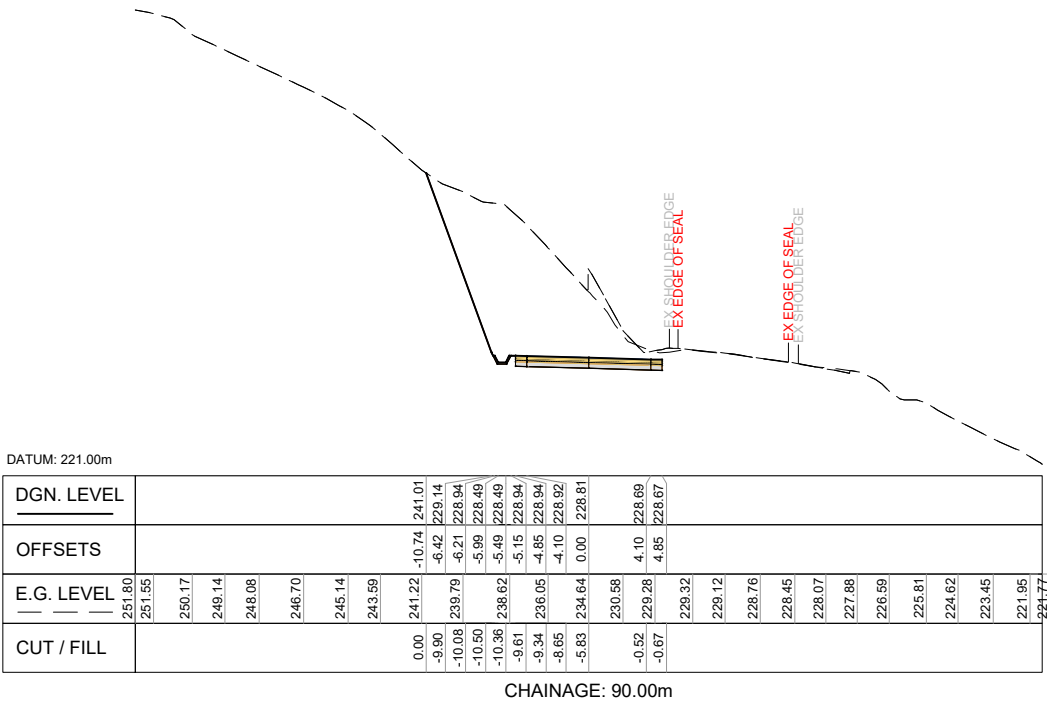 EX SHOULDER EDGE
EX EDGE OF SEAL
EX EDGE OF SEAL
EX SHOULDER EDGE
DATUM: 221.00m
DGN. LEVEL 241.01 229.14 228.94 228.49 228.49 228.94 228.94 228.92 228.81 228.69 228.67
OFFSETS -10.74 -6.42 -6.21 -5.99 -5.49 -5.15 -4.85 -4.10 0.00 4.10 4.85
E.G. LEVEL 251.80 251.55 250.17 249.14 248.08 246.70 245.14 243.59 241.22 239.79 238.62 236.05 234.64 230.58 229.28 229.32 229.12 228.76 228.45 228.07 227.88 226.59 225.81 224.62 223.45 221.95 221.77
CUT / FILL 0.00 -9.90 -10.08 -10.50 -10.36 -9.61 -9.34 -8.65 -5.83 -0.52 -0.67
CHAINAGE: 90.00m